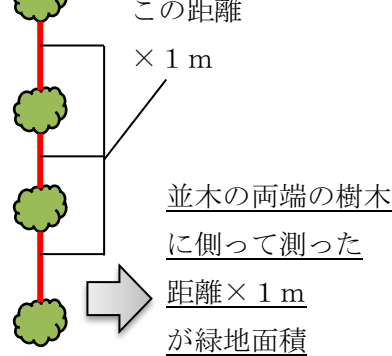 この距離
×１ｍ
並木の両端の樹木
に側って測った
距離×１ｍ
が緑地面積